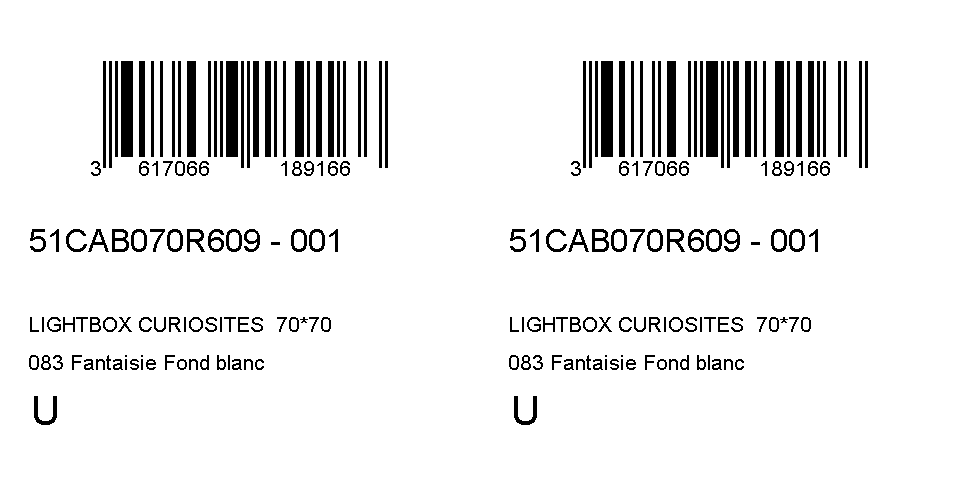 3 617066 189166
51CAB070R609 - 001
LIGHTBOX CURIOSITES  70*70
083 Fantaisie Fond blanc
U
3 617066 189166
51CAB070R609 - 001
LIGHTBOX CURIOSITES  70*70
083 Fantaisie Fond blanc
U